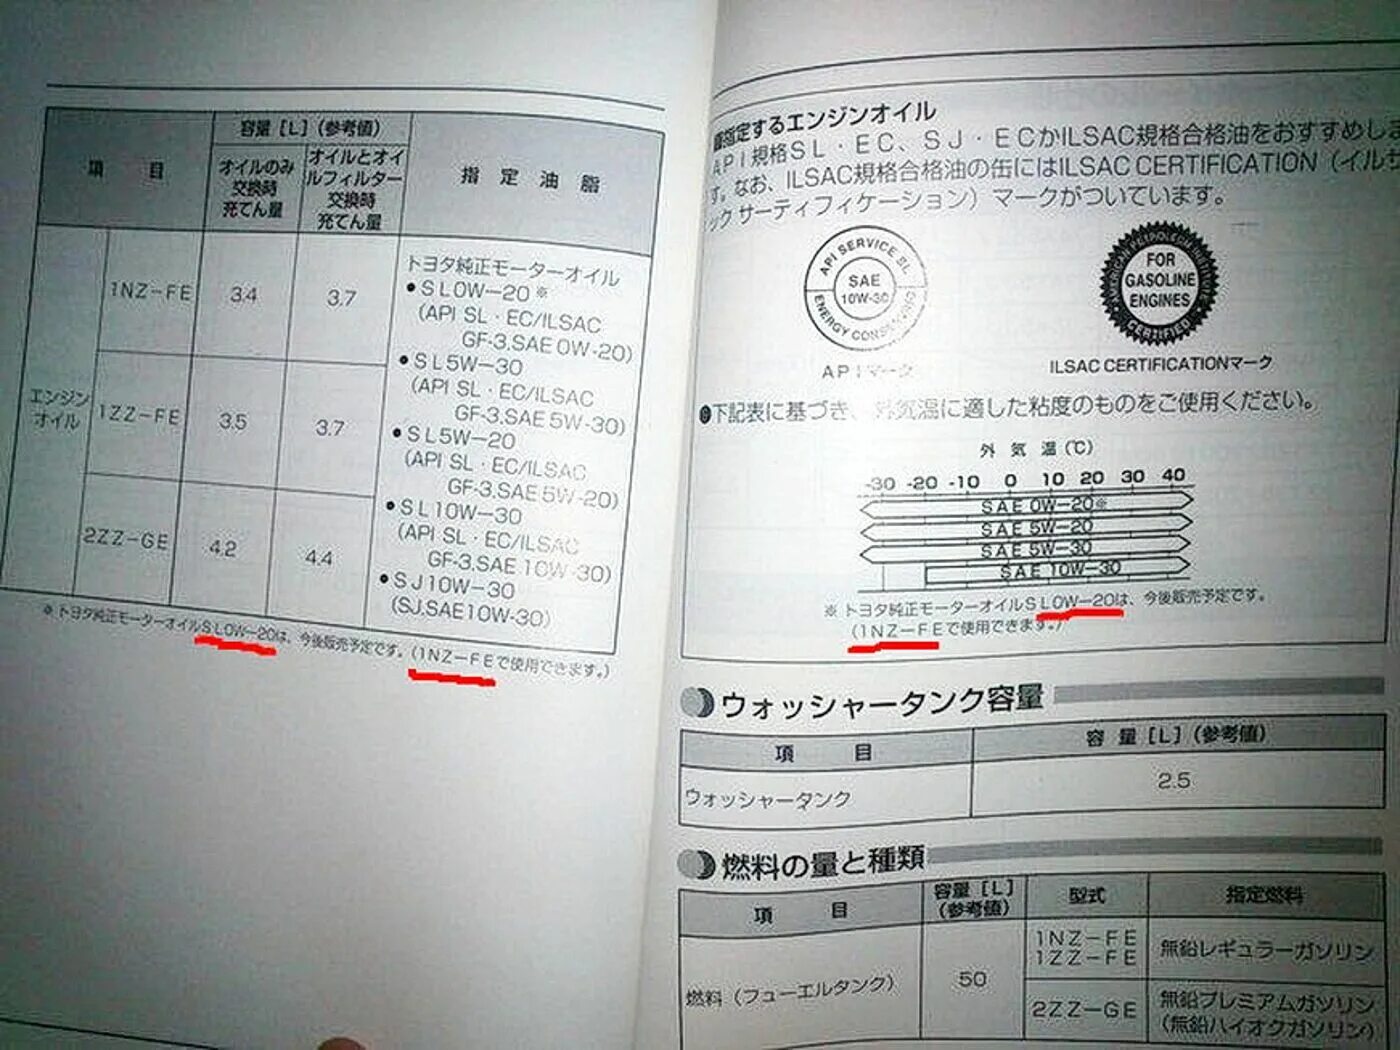 項　目
容量［L］（参考値）
オイルのみ
交換時
充てん量
オイルとオイ
ルフィルター
交換時
充てん量
指　定　油　脂
エンジン
オイル
1NZ−FE
3.4
3.7
1ZZ−FE
3.5
3.7
2ZZ−GE
4.2
4.4
トヨタ純正モーターオイル
●SL0W−20※
（API SL・EC/ILSAC
GF-3.SAE 0W-20）
●SL5W−30
（API SL・EC/ILSAC
GF-3.SAE 5W-30）
●SL5W−20
（API SL・EC/ILSAC
GF-3.SAE 5W-20）
●SL10W−30
（API SL・EC/ILSAC
GF-3.SAE 10W-30）
●SJ10W−30
（SJ.SAE10W-30）
※トヨタ純正モーターオイルSL0W−20は、今後販売予定です。（1NZ−FEで使用できます。）
指定するエンジンオイル
API規格SL・EC、SJ・ECかILSAC規格合格油をおすすめしま
す。なお、ILSAC規格合格油の缶にはILSAC CERTIFICATION（イルサ
ック サーティフィケーション）マークがついています。
API SERVICE SL
SAE
10W-30
ENERGY CONSERVING
APIマーク
FOR
GASOLINE
ENGINES
CERTIFIED
ILSAC CERTIFICATIONマーク
●下記表に基づき、外気温に適した粘度のものをご使用ください。
外　気　温（℃）
-30 -20 -10 0 10 20 30 40
SAE 0W−20※
SAE 5W−20
SAE 5W−30
SAE 10W−30
※トヨタ純正モーターオイルSL0W−20は、今後販売予定です。
（1NZ−FEで使用できます。）
ウォッシャータンク容量
項　目
容　量［L］（参考値）
ウォッシャータンク
2.5
燃料の量と種類
項　目
容量［L］
（参考値）
型式
指定燃料
燃料（フューエルタンク）
50
1NZ−FE
1ZZ−FE
無鉛レギュラーガソリン
2ZZ−GE
無鉛プレミアムガソリン
（無鉛ハイオクガソリン）